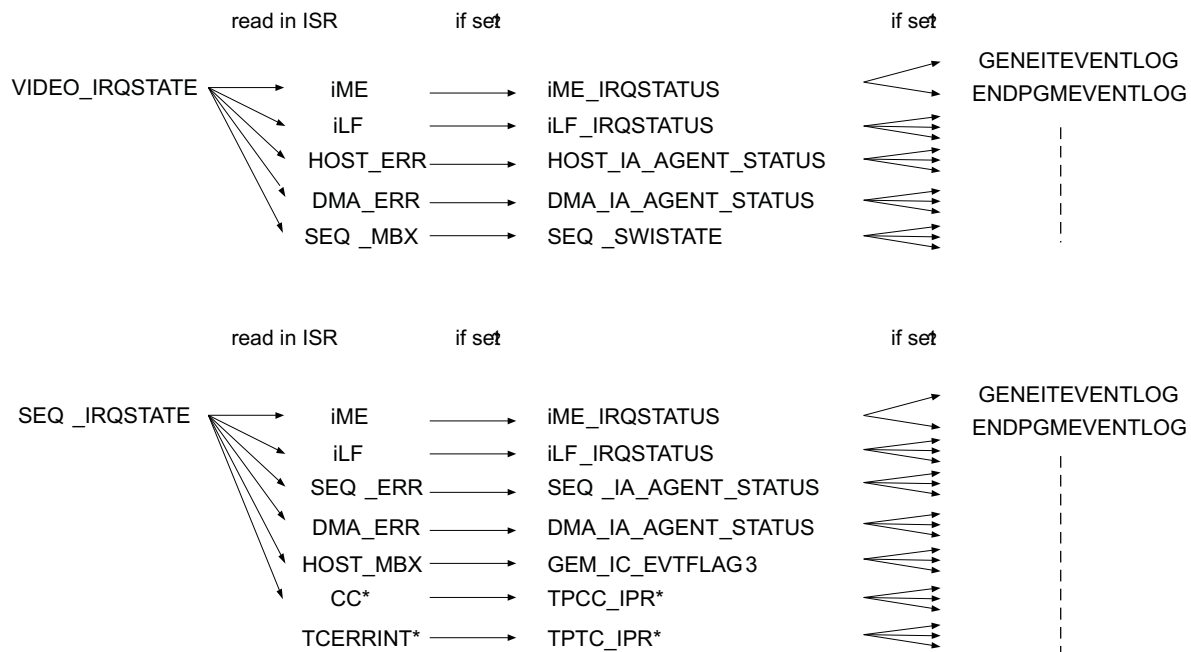 read in ISR if set? if set?
GENEITEVENTLOG
VIDEO_IRQSTATE iME iME_IRQSTATUS
ENDPGMEVENTLOG
iLF iLF_IRQSTATUS
HOST_ERR HOST_IA_AGENT_STATUS
DMA_ERR DMA_IA_AGENT_STATUS
SEQ _MBX SEQ _SWISTATE
read in ISR if set? if set?
GENEITEVENTLOG
SEQ _IRQSTATE iME iME_IRQSTATUS
ENDPGMEVENTLOG
iLF iLF_IRQSTATUS
SEQ _ERR SEQ _IA_AGENT_STATUS
DMA_ERR DMA_IA_AGENT_STATUS
HOST_MBX GEM_IC_EVTFLAG 3
CC* TPCC_IPR*
TCERRINT* TPTC_IPR*